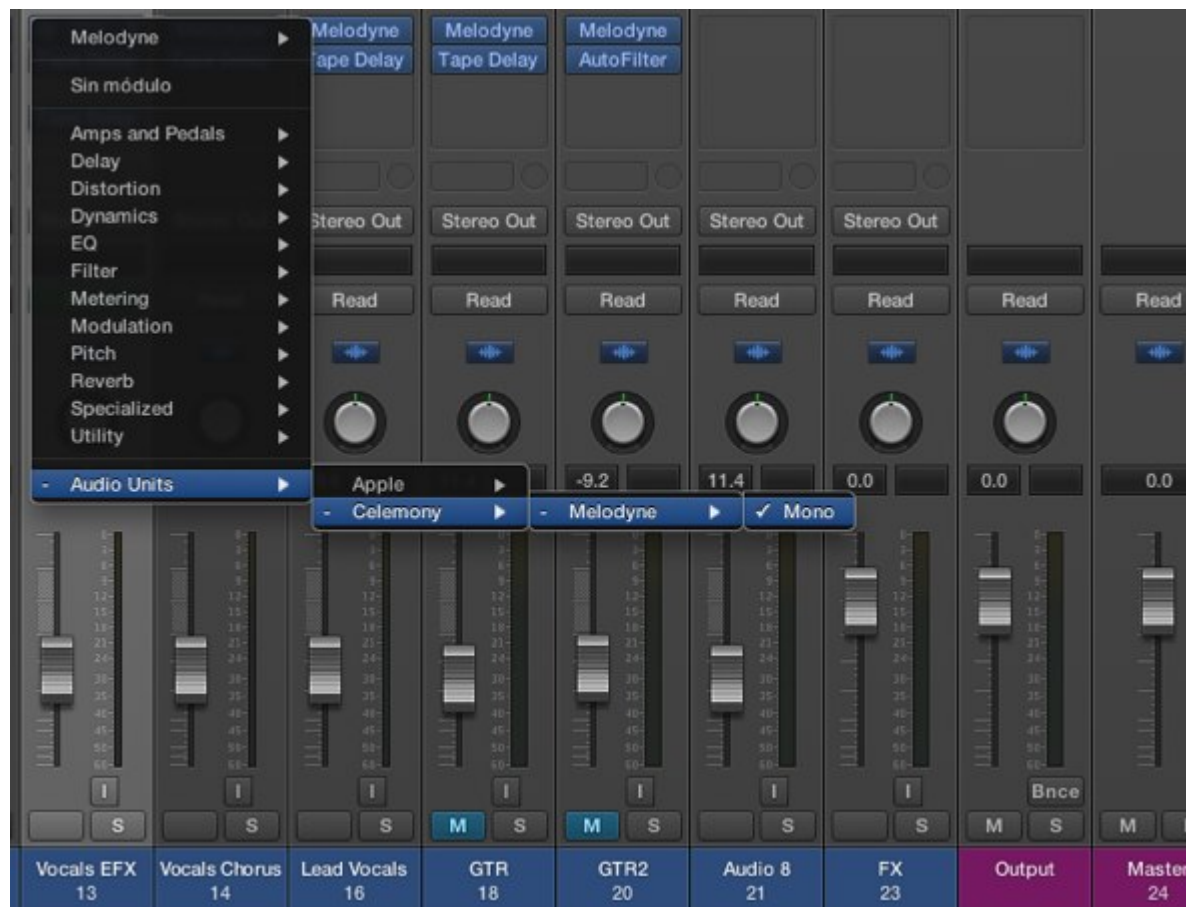 Melodyne
Sin módulo
Amps and Pedals
Delay
Distortion
Dynamics
EQ
Filter
Metering
Modulation
Pitch
Reverb
Specialized
Utility
- Audio Units
Apple
- Celemony
- Melodyne
✓ Mono
Melodyne Melodyne Melodyne
Tape Delay Tape Delay AutoFilter
Stereo Out Stereo Out Stereo Out Stereo Out Stereo Out
Read Read Read Read Read Read Read
-9.2 11.4 0.0 0.0 0.0
I I I I I I I
Bnce
S S S M S M S S S M S M
Vocals EFX Vocals Chorus Lead Vocals GTR GTR2 Audio 8 FX Output Master
13 14 16 18 20 21 23 24